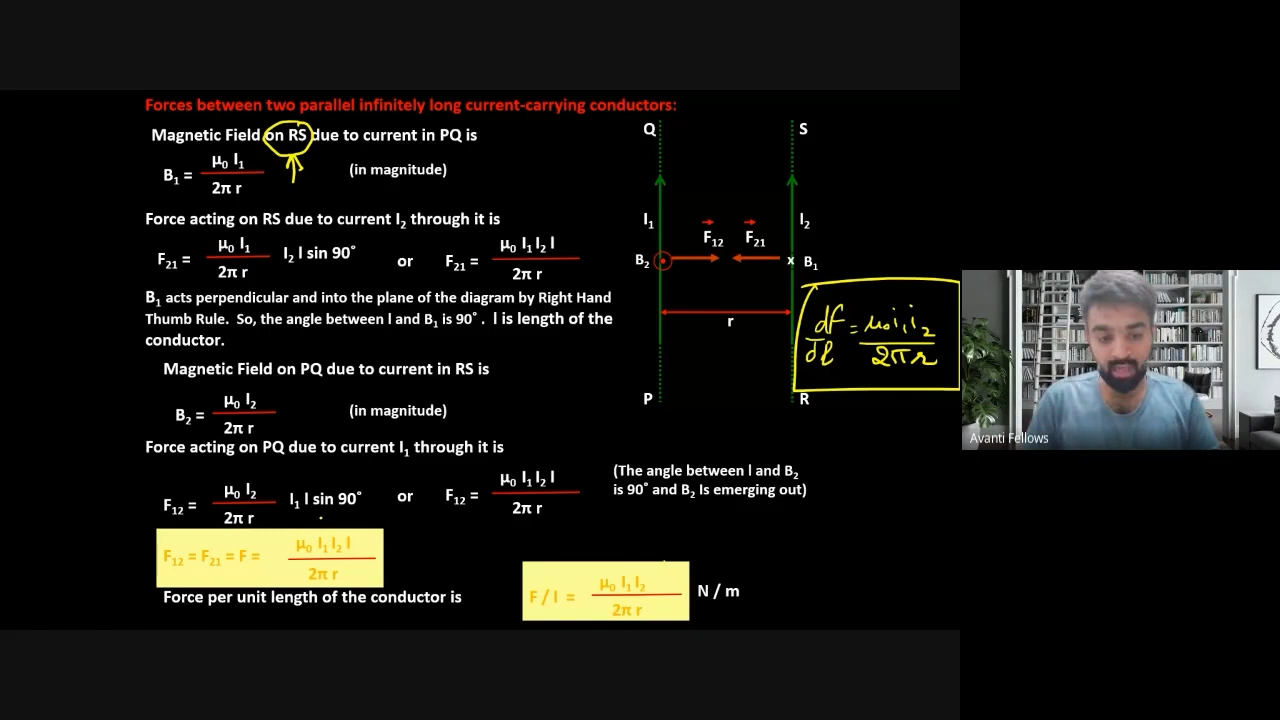 Forces between two parallel infinitely long current-carrying conductors:
Magnetic Field on RS due to current in PQ is
B₁ = μ₀ I₁ / 2π r (in magnitude)
Force acting on RS due to current I₂ through it is
F₂₁ = μ₀ I₁ / 2π r I₂ l sin 90˚ or F₂₁ = μ₀ I₁ I₂ l / 2π r
B₁ acts perpendicular and into the plane of the diagram by Right Hand
Thumb Rule. So, the angle between l and B₁ is 90˚ . l is length of the
conductor.
Magnetic Field on PQ due to current in RS is
B₂ = μ₀ I₂ / 2π r (in magnitude)
Force acting on PQ due to current I₁ through it is
F₁₂ = μ₀ I₂ / 2π r I₁ l sin 90˚ or F₁₂ = μ₀ I₁ I₂ l / 2π r
(The angle between l and B₂
is 90˚ and B₂ Is emerging out)
F₁₂ = F₂₁ = F = μ₀ I₁ I₂ l / 2π r
Force per unit length of the conductor is
F / l = μ₀ I₁ I₂ / 2π r N / m
Q S
I₁ I₂
F₁₂ F₂₁
B₂ x B₁
r
P R
df/dl = μ₀ i₁ i₂ / 2π r
Avanti Fellows